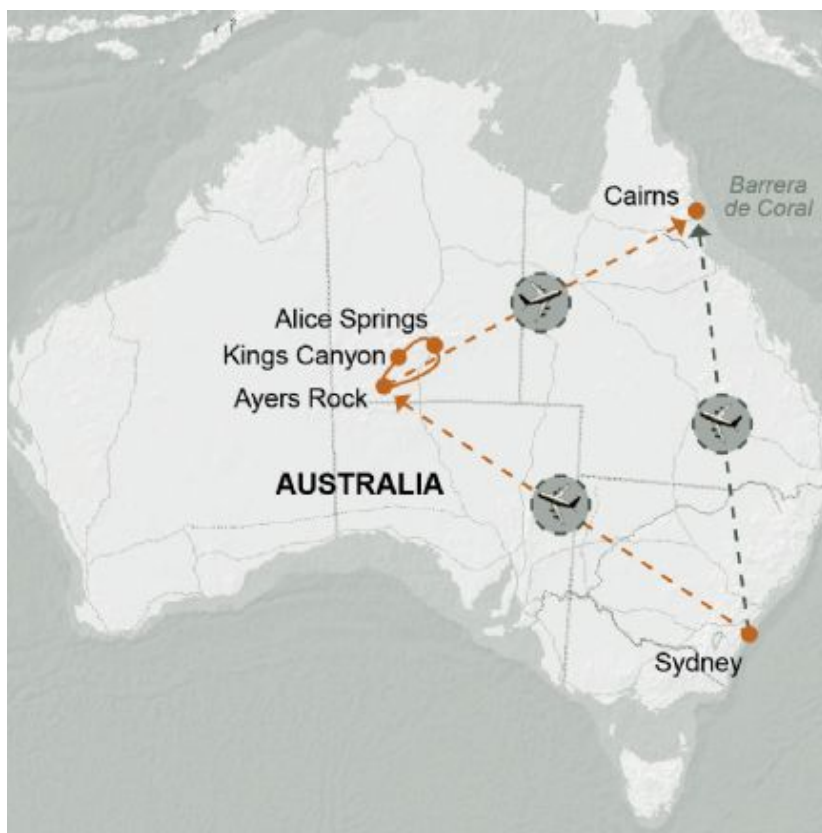 Cairns
Barrera
de Coral
Alice Springs
Kings Canyon
Ayers Rock
AUSTRALIA
Sydney